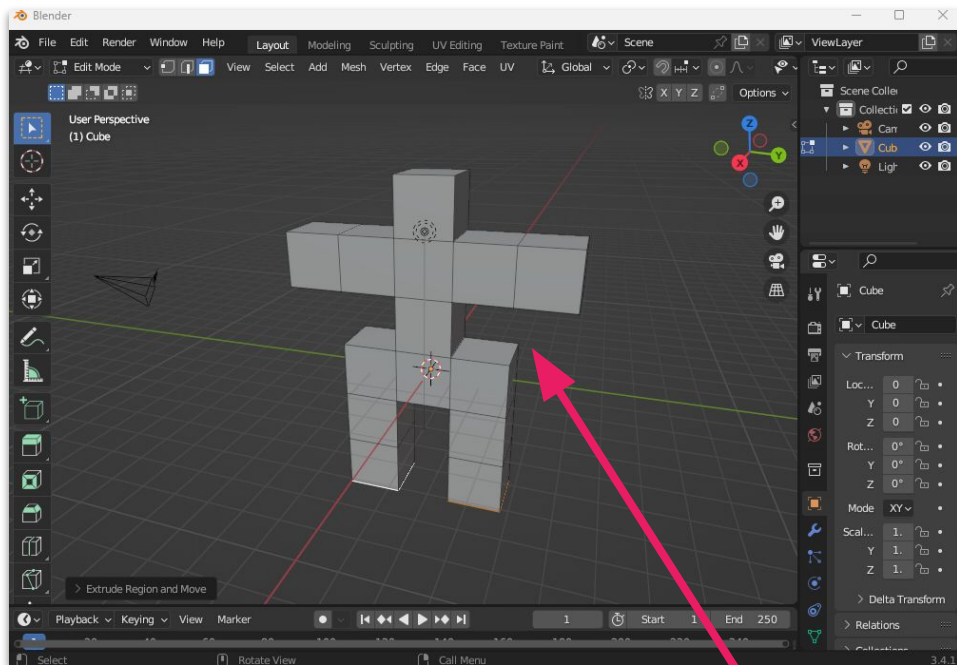 Blender
File Edit Render Window Help Layout Modeling Sculpting UV Editing Texture Paint Scene ViewLayer
Edit Mode View Select Add Mesh Vertex Edge Face UV Global
X Y Z Options
User Perspective
(1) Cube
Z
Y
X
Scene Collec
Collecti
Cam
Cub
Ligh
Cube
Cube
Transform
Loc... 0
Y 0
Z 0
Rot... 0°
Y 0°
Z 0°
Mode XY
Scal... 1.
Y 1.
Z 1.
Delta Transform
Relations
Extrude Region and Move
Playback Keying View Marker 1 Start 1 End 250
Select Rotate View Call Menu 3.4.1